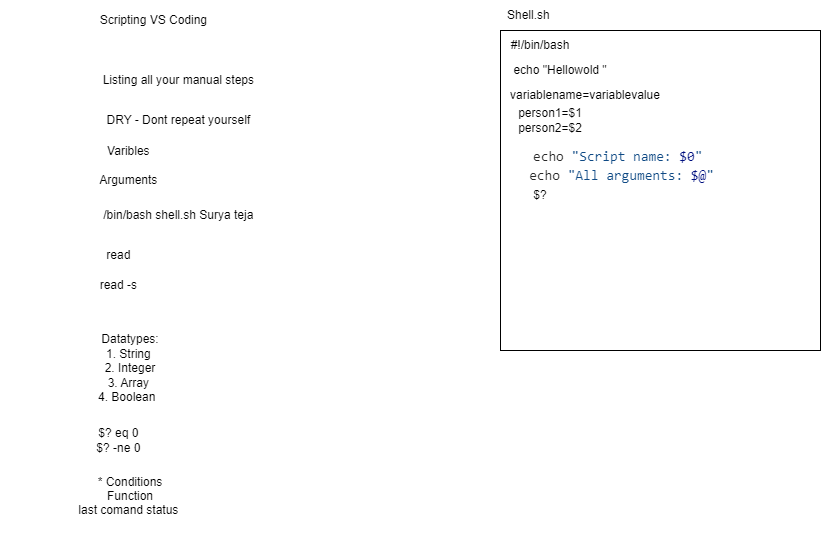 Scripting VS Coding
Listing all your manual steps
DRY - Dont repeat yourself
Varibles
Arguments
/bin/bash shell.sh Surya teja
read
read -s
Datatypes:
1. String
2. Integer
3. Array
4. Boolean
$? eq 0
$? -ne 0
* Conditions
Function
last comand status
Shell.sh
#!/bin/bash
echo "Hellowold "
variablename=variablevalue
person1=$1
person2=$2
echo "Script name: $0"
echo "All arguments: $@"
$?